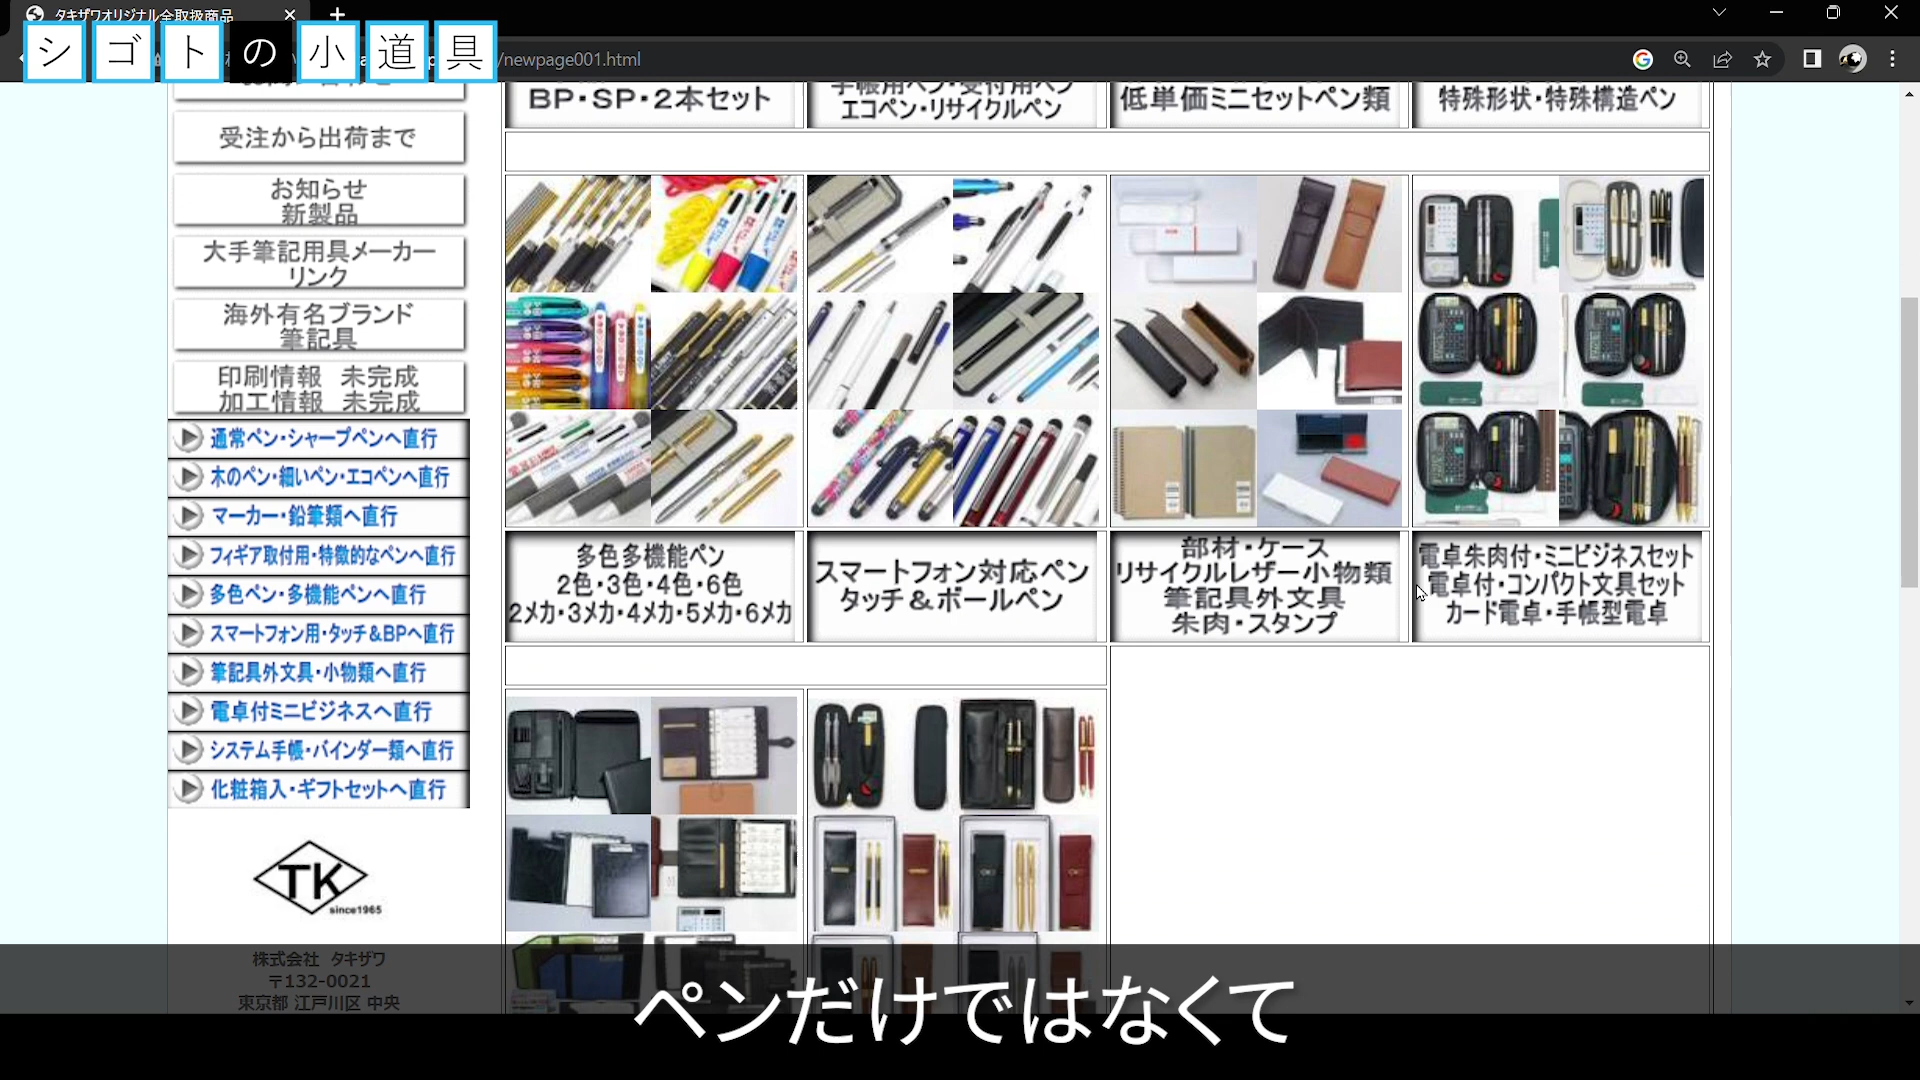 タキザワオリジナル全取扱商品
シゴトの小道具
/newpage001.html
受注から出荷まで
お知らせ
新製品
大手筆記用具メーカー
リンク
海外有名ブランド
筆記具
印刷情報 未完成
加工情報 未完成
通常ペン・シャープペンへ直行
木のペン・細いペン・エコペンへ直行
マーカー・鉛筆類へ直行
フィギア取付用・特徴的なペンへ直行
多色ペン・多機能ペンへ直行
スマートフォン用・タッチ&BPへ直行
筆記具外文具・小物類へ直行
電卓付ミニビジネスへ直行
システム手帳・バインダー類へ直行
化粧箱入・ギフトセットへ直行
TK
since1965
株式会社 タキザワ
〒132-0021
東京都 江戸川区 中央
BP・SP・2本セット
手帳用ペン・受付用ペン
エコペン・リサイクルペン
低単価ミニセットペン類
特殊形状・特殊構造ペン
多色多機能ペン
2色・3色・4色・6色
2メカ・3メカ・4メカ・5メカ・6メカ
スマートフォン対応ペン
タッチ&ボールペン
部材・ケース
リサイクルレザー小物類
筆記具外文具
朱肉・スタンプ
電卓朱肉付・ミニビジネスセット
電卓付・コンパクト文具セット
カード電卓・手帳型電卓
ペンだけではなくて